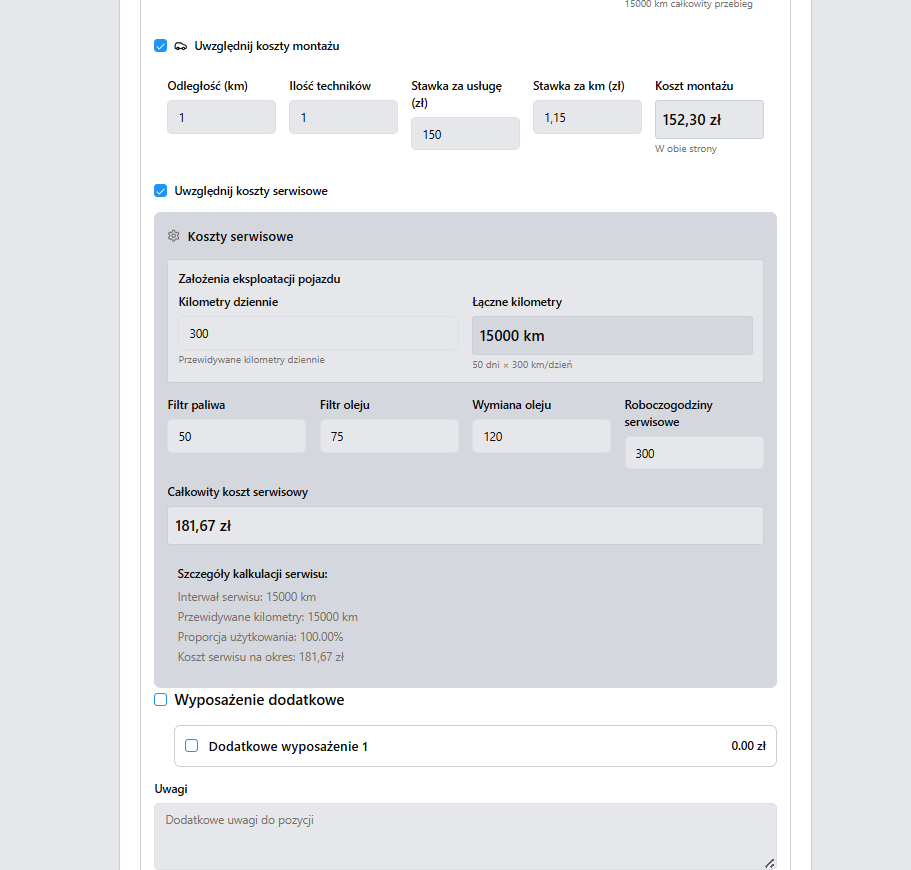 15000 km całkowity przebieg
Uwzględnij koszty montażu
Odległość (km)
Ilość techników
Stawka za usługę
(zł)
Stawka za km (zł)
Koszt montażu
1
1
150
1,15
152,30 zł
W obie strony
Uwzględnij koszty serwisowe
Koszty serwisowe
Założenia eksploatacji pojazdu
Kilometry dziennie
Łączne kilometry
300
15000 km
Przewidywane kilometry dziennie
50 dni × 300 km/dzień
Filtr paliwa
Filtr oleju
Wymiana oleju
Roboczogodziny
serwisowe
50
75
120
300
Całkowity koszt serwisowy
181,67 zł
Szczegóły kalkulacji serwisu:
Interwał serwisu: 15000 km
Przewidywane kilometry: 15000 km
Proporcja użytkowania: 100.00%
Koszt serwisu na okres: 181,67 zł
Wyposażenie dodatkowe
Dodatkowe wyposażenie 1
0.00 zł
Uwagi
Dodatkowe uwagi do pozycji